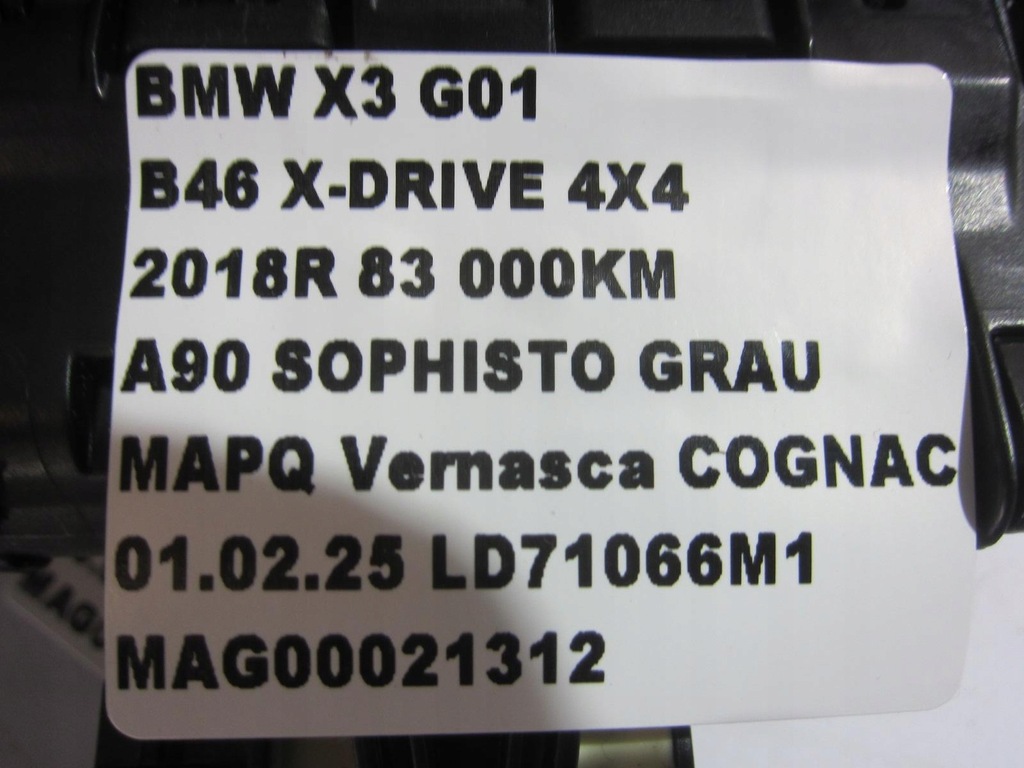 BMW X3 G01
B46 X-DRIVE 4X4
2018R 83 000KM
A90 SOPHISTO GRAU
MAPQ Vernasca COGNAC
01.02.25 LD71066M1
MAG00021312